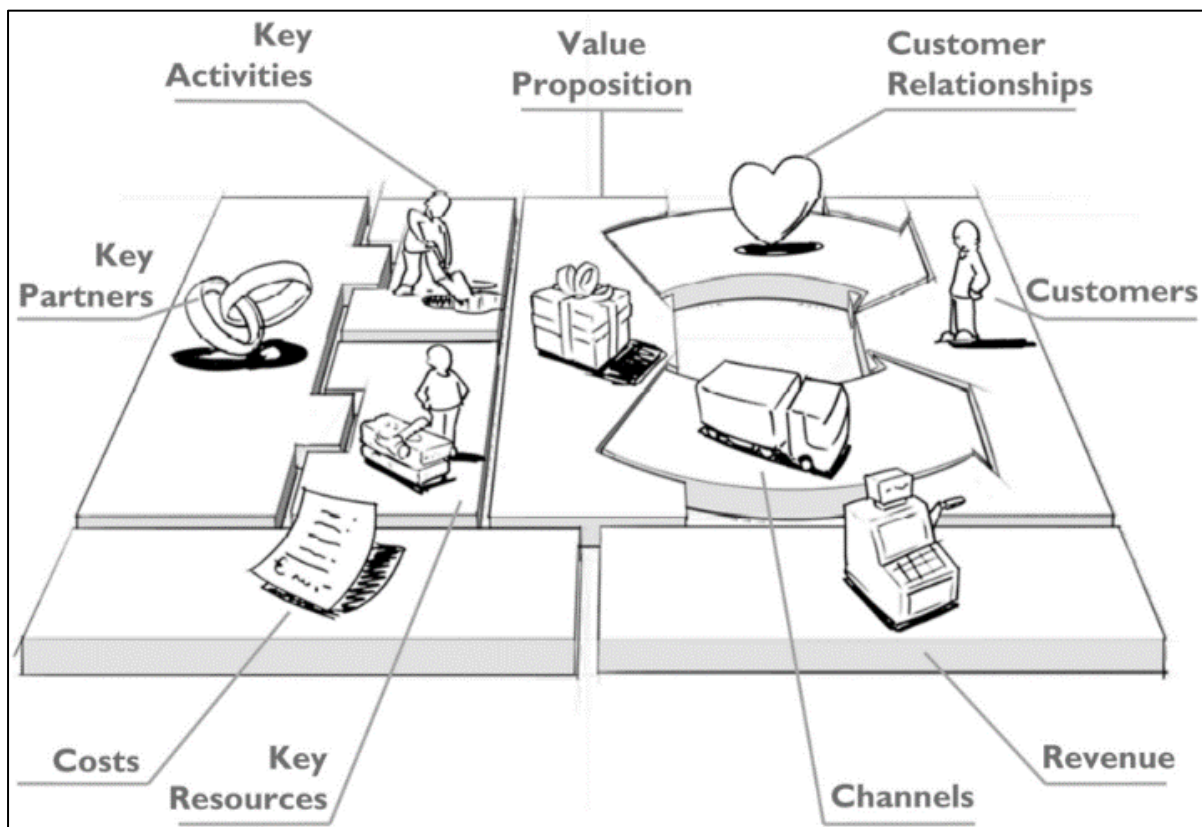 Key
Activities
Value
Proposition
Customer
Relationships
Key
Partners
Customers
Costs
Key
Resources
Channels
Revenue